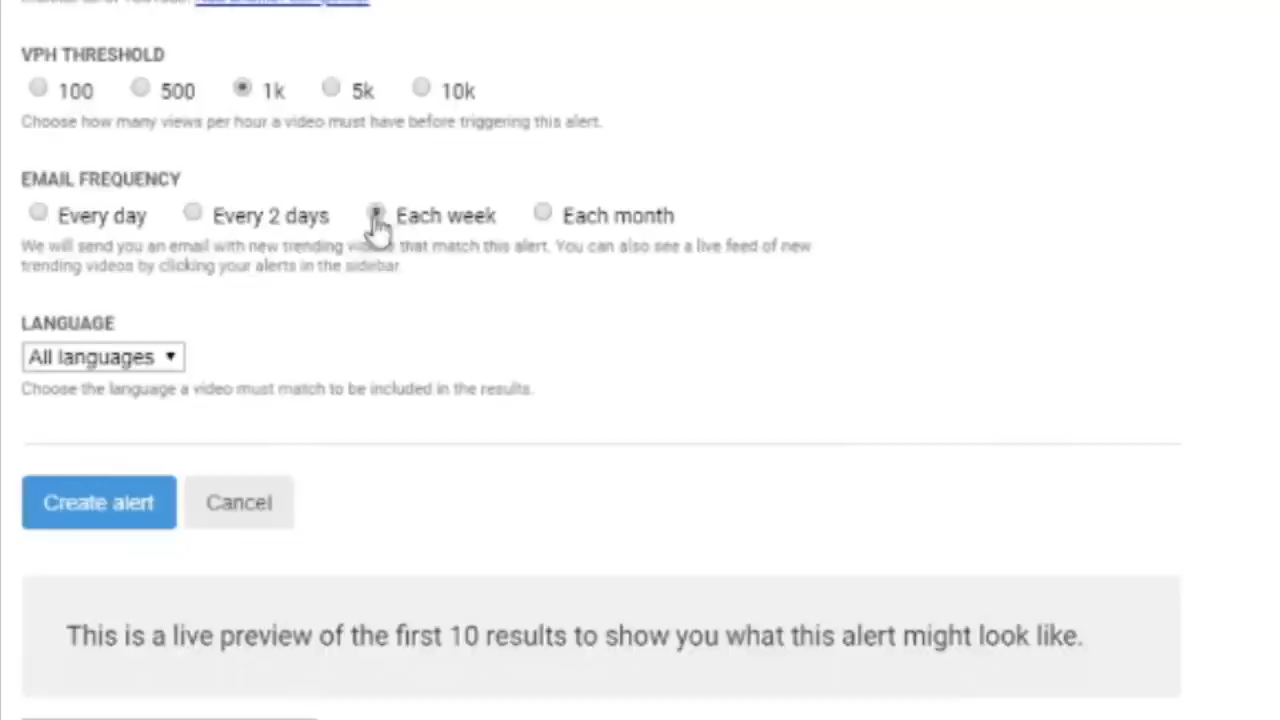 VPH THRESHOLD
100 500 1k 5k 10k
Choose how many views per hour a video must have before triggering this alert.
EMAIL FREQUENCY
Every day Every 2 days Each week Each month
We will send you an email with new trending that match this alert. You can also see a live feed of new
trending videos by clicking your alerts in the sidebar.
LANGUAGE
All languages
Choose the language a video must match to be included in the results.
Create alert Cancel
This is a live preview of the first 10 results to show you what this alert might look like.